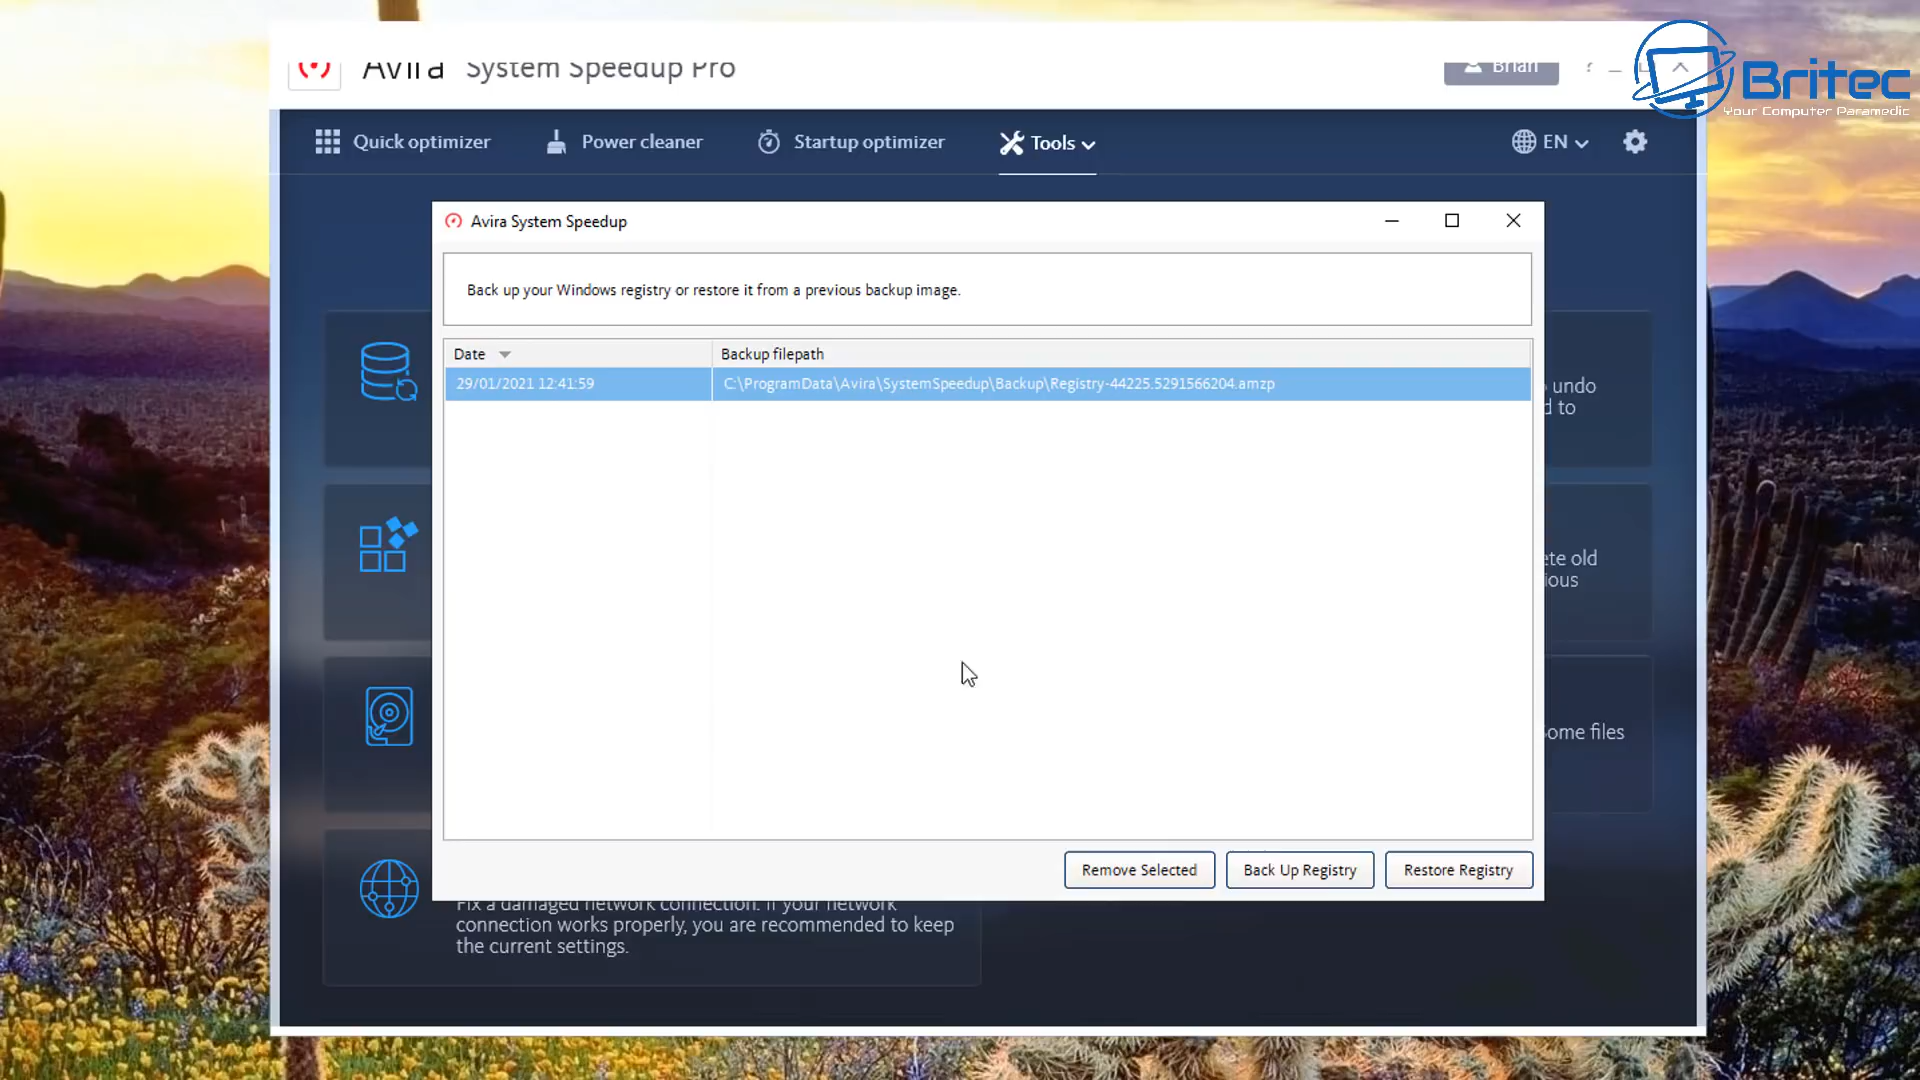 Avira System Speedup Pro
Brian
Britec
Your Computer Paramedic
Quick optimizer
Power cleaner
Startup optimizer
Tools
EN
Avira System Speedup
Back up your Windows registry or restore it from a previous backup image.
Date
Backup filepath
29/01/2021 12:41:59
C:\ProgramData\Avira\SystemSpeedup\Backup\Registry-44225.5291566204.amzp
undo
to
old
Some files
Remove Selected
Back Up Registry
Restore Registry
Fix a damaged network connection. If your network
connection works properly, you are recommended to keep
the current settings.